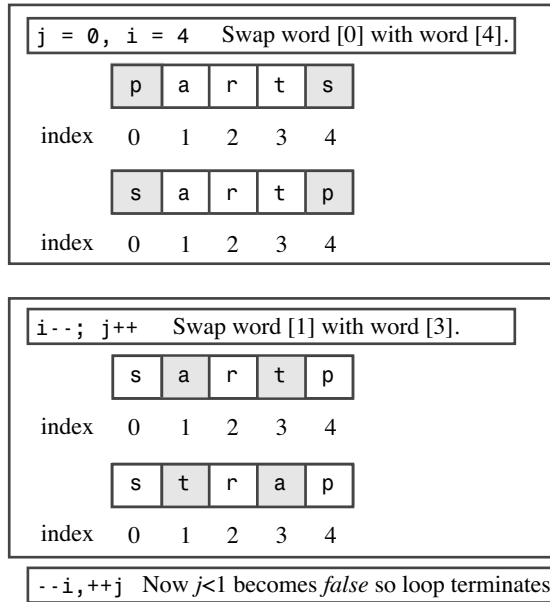 j = 0, i = 4 Swap word [0] with word [4].
p a r t s
index 0 1 2 3 4
s a r t p
index 0 1 2 3 4
i--; j++ Swap word [1] with word [3].
s a r t p
index 0 1 2 3 4
s t r a p
index 0 1 2 3 4
--i,++j Now j<1 becomes false so loop terminates